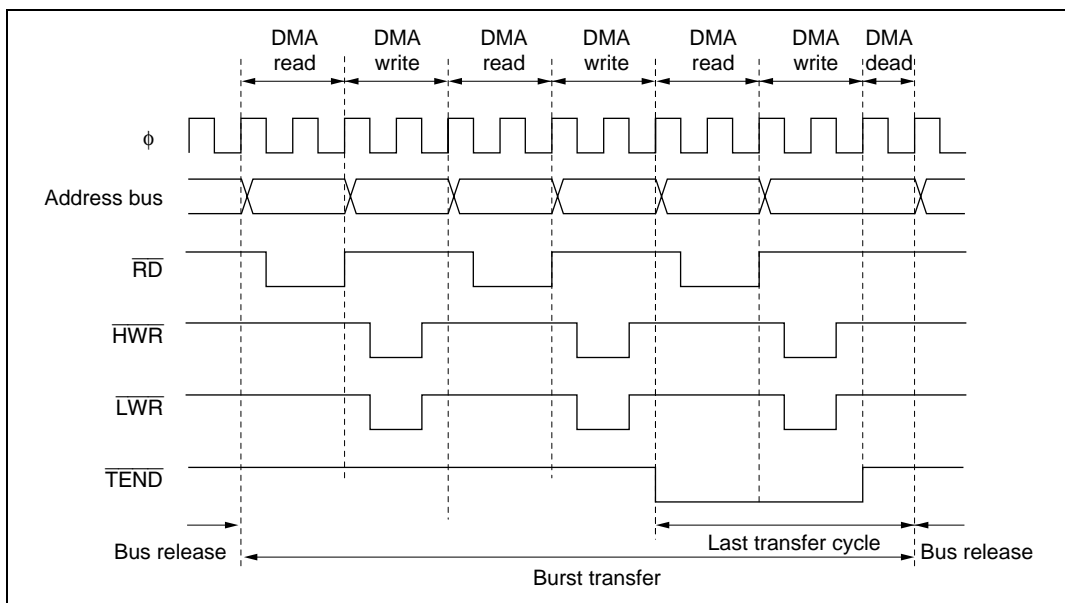 DMA DMA DMA DMA DMA DMA DMA
read write read write read write dead
ϕ
Address bus
RD
HWR
LWR
TEND
Bus release Last transfer cycle Bus release
Burst transfer